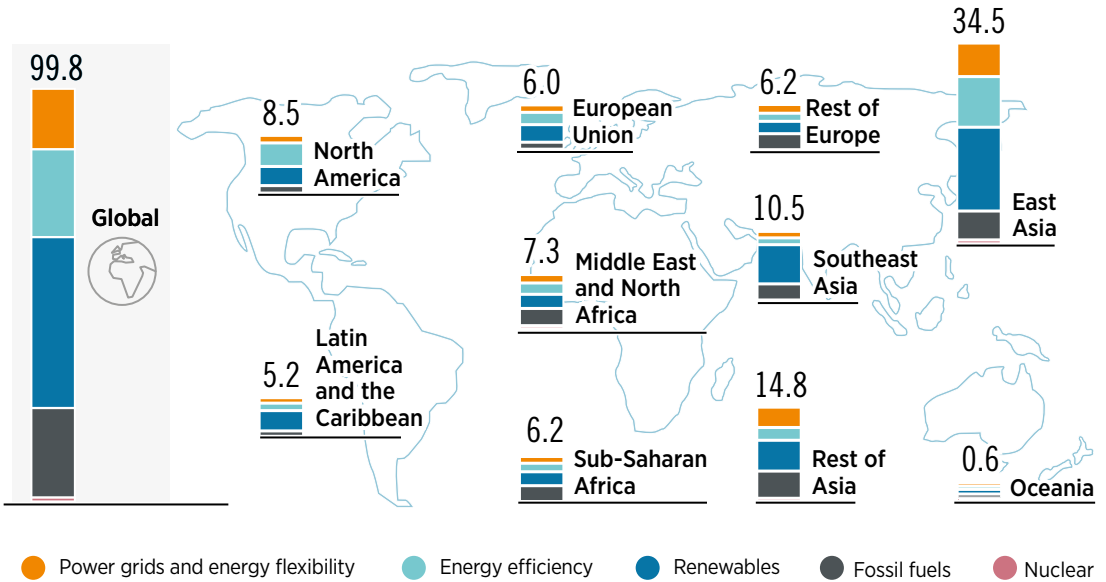 99.8
Global
8.5
North
America
5.2
Latin
America
and the
Caribbean
6.0
European
Union
7.3
Middle East
and North
Africa
6.2
Sub-Saharan
Africa
6.2
Rest of
Europe
10.5
Southeast
Asia
14.8
Rest of
Asia
34.5
East
Asia
0.6
Oceania
Power grids and energy flexibility
Energy efficiency
Renewables
Fossil fuels
Nuclear